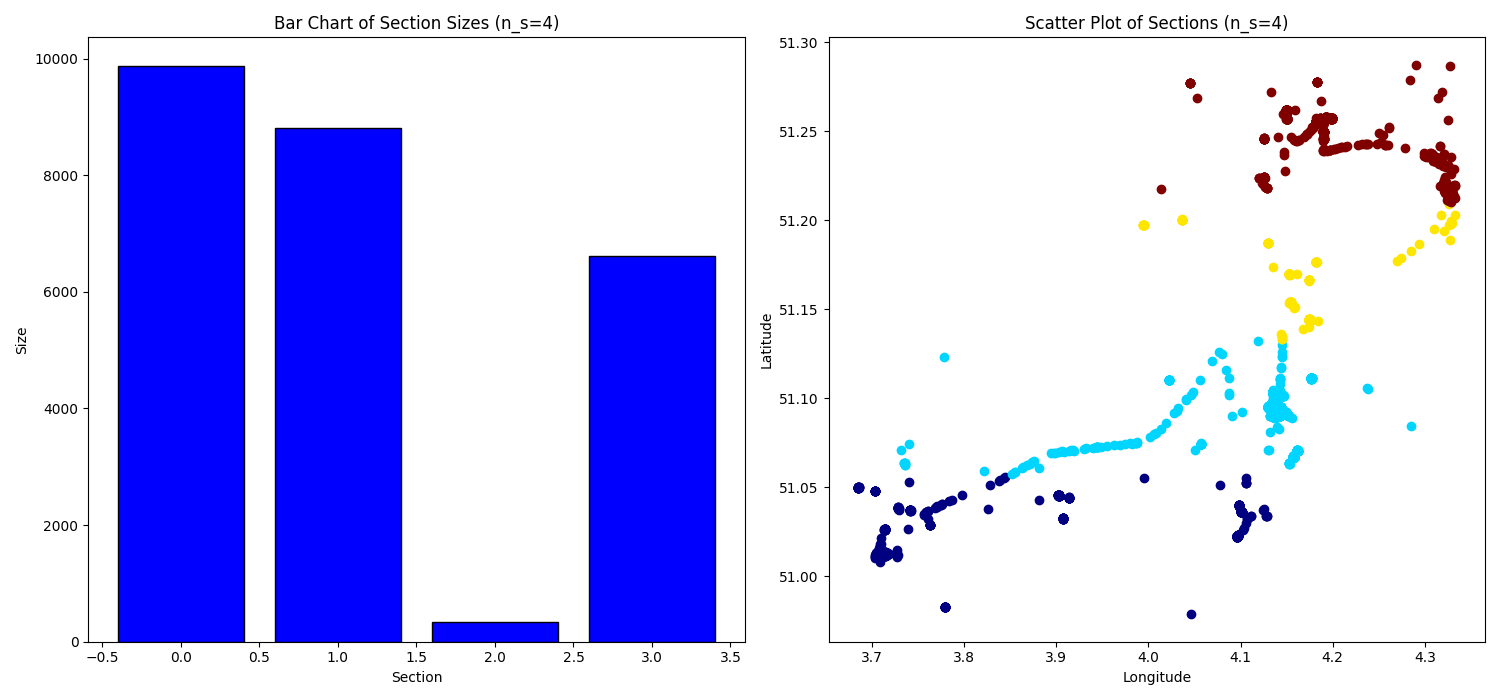 Bar Chart of Section Sizes (n_s=4)
Size
10000
8000
6000
4000
2000
0
−0.5 0.0 0.5 1.0 1.5 2.0 2.5 3.0 3.5
Section
Scatter Plot of Sections (n_s=4)
Latitude
51.30
51.25
51.20
51.15
51.10
51.05
51.00
3.7 3.8 3.9 4.0 4.1 4.2 4.3
Longitude